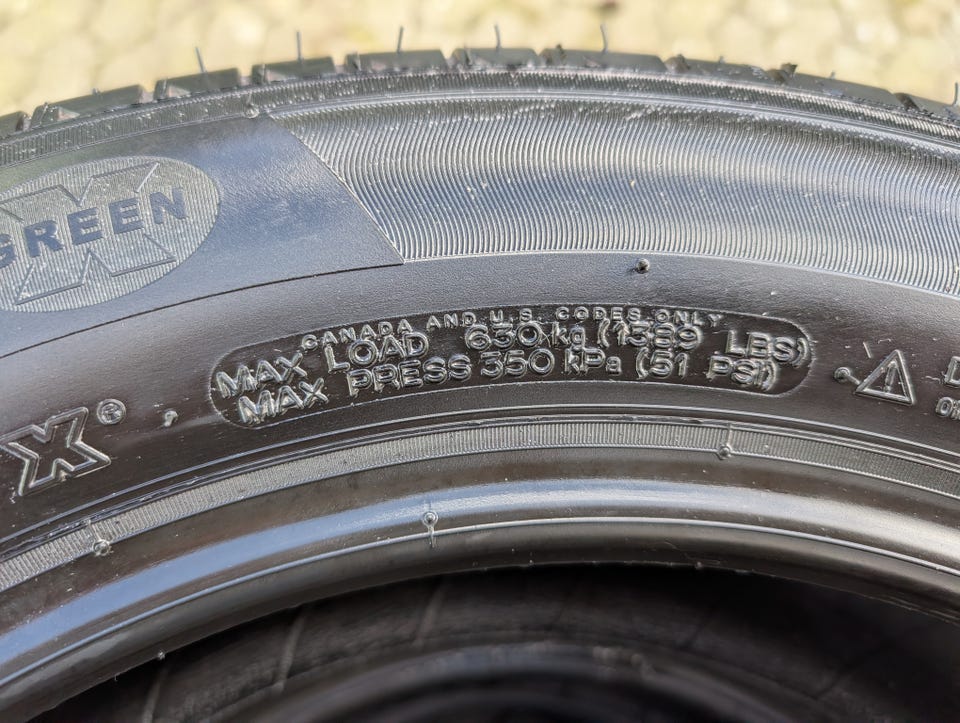 GREEN X
CANADA AND U.S. CODES ONLY
MAX LOAD 630 kg (1389 LBS)
MAX PRESS 350 kPa (51 PSI)
X®